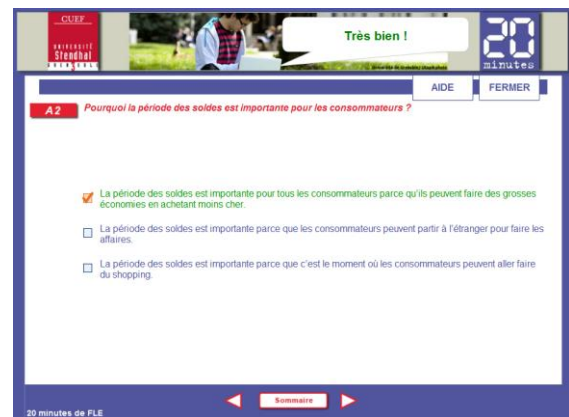 CUEF
UNIVERSITÉ
Stendhal
GRENOBLE
Très bien !
20
minutes
AIDE
FERMER
A2
Pourquoi la période des soldes est importante pour les consommateurs ?
La période des soldes est importante pour tous les consommateurs parce qu'ils peuvent faire des grosses
économies en achetant moins cher.
La période des soldes est importante parce que les consommateurs peuvent partir à l'étranger pour faire les
affaires.
La période des soldes est importante parce que c'est le moment où les consommateurs peuvent aller faire
du shopping.
Sommaire
20 minutes de FLE